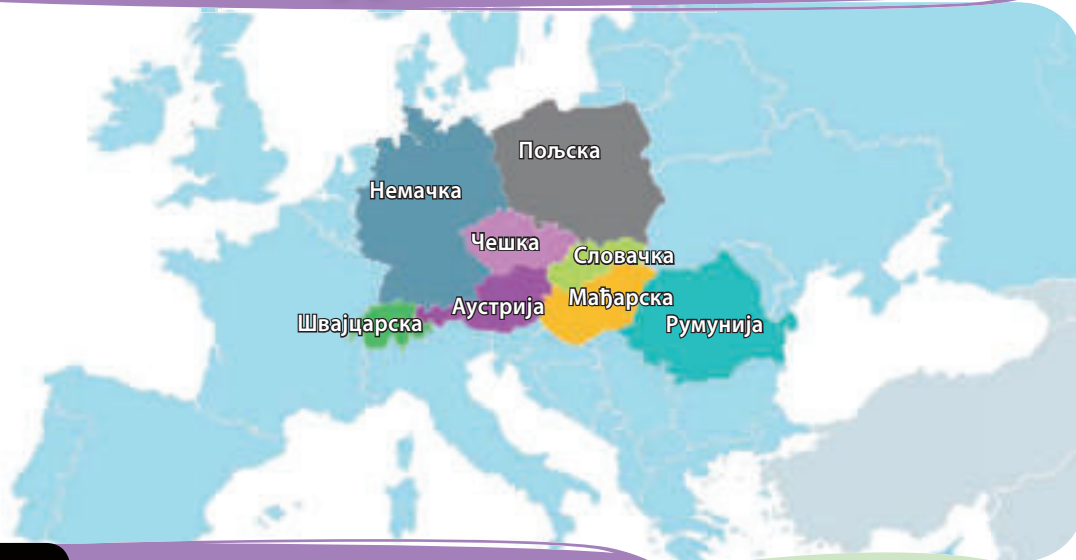 Пољска
Немачка
Чешка
Словачка
Мађарска
Аустрија
Швајцарска
Румунија